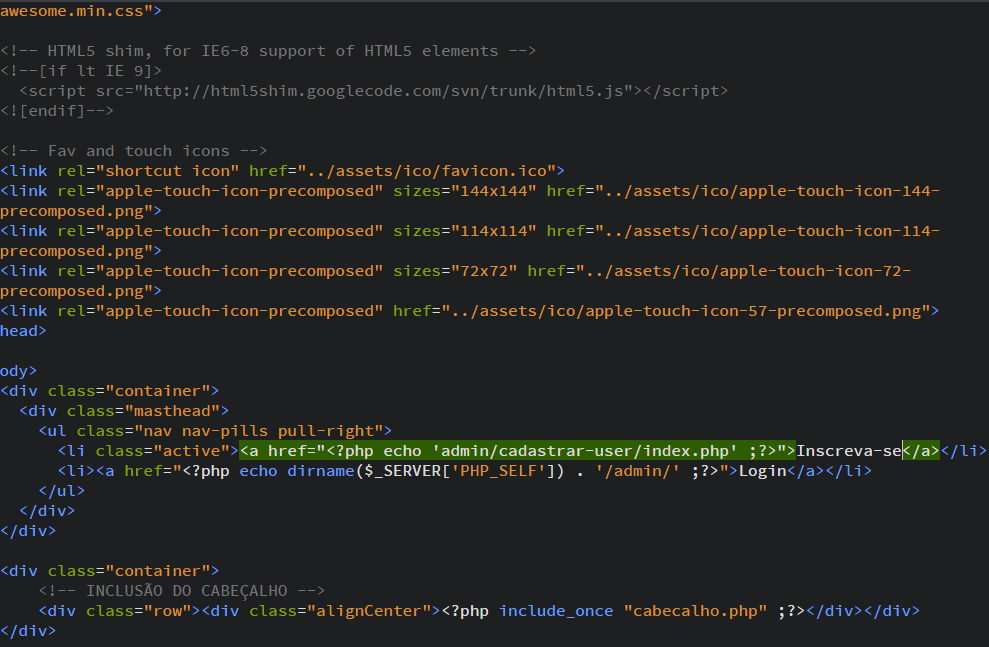 awesome.min.css">
<!-- HTML5 shim, for IE6-8 support of HTML5 elements -->
<!--[if lt IE 9]>
  <script src="http://html5shim.googlecode.com/svn/trunk/html5.js"></script>
<![endif]-->
<!-- Fav and touch icons -->
<link rel="shortcut icon" href="../assets/ico/favicon.ico">
<link rel="apple-touch-icon-precomposed" sizes="144x144" href="../assets/ico/apple-touch-icon-144-
precomposed.png">
<link rel="apple-touch-icon-precomposed" sizes="114x114" href="../assets/ico/apple-touch-icon-114-
precomposed.png">
<link rel="apple-touch-icon-precomposed" sizes="72x72" href="../assets/ico/apple-touch-icon-72-
precomposed.png">
<link rel="apple-touch-icon-precomposed" href="../assets/ico/apple-touch-icon-57-precomposed.png">
head>
ody>
<div class="container">
  <div class="masthead">
    <ul class="nav nav-pills pull-right">
      <li class="active"><a href="<?php echo 'admin/cadastrar-user/index.php' ;?>">Inscreva-se</a></li>
      <li><a href="<?php echo dirname($_SERVER['PHP_SELF']) . '/admin/' ;?>">Login</a></li>
    </ul>
  </div>
</div>
<div class="container">
    <!-- INCLUSÃO DO CABEÇALHO -->
    <div class="row"><div class="alignCenter"><?php include_once "cabecalho.php" ;?></div></div>
</div>